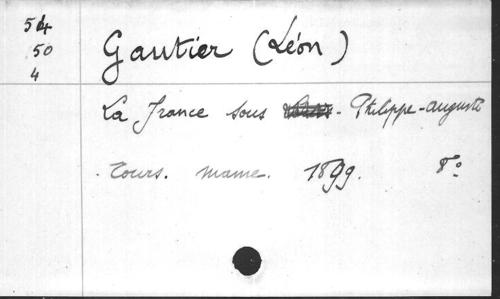 54
50
4
Gautier (Léon)
La France sous Philippe-Auguste
Tours. Mame. 1899. 8°